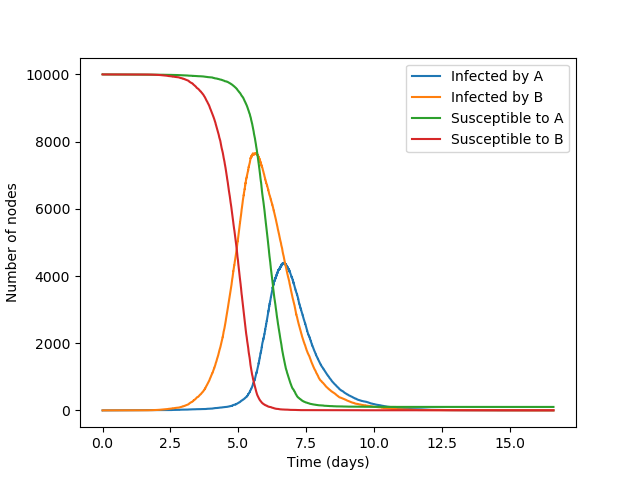 Infected by A
Infected by B
Susceptible to A
Susceptible to B
10000
8000
6000
4000
2000
0
Number of nodes
0.0 2.5 5.0 7.5 10.0 12.5 15.0
Time (days)